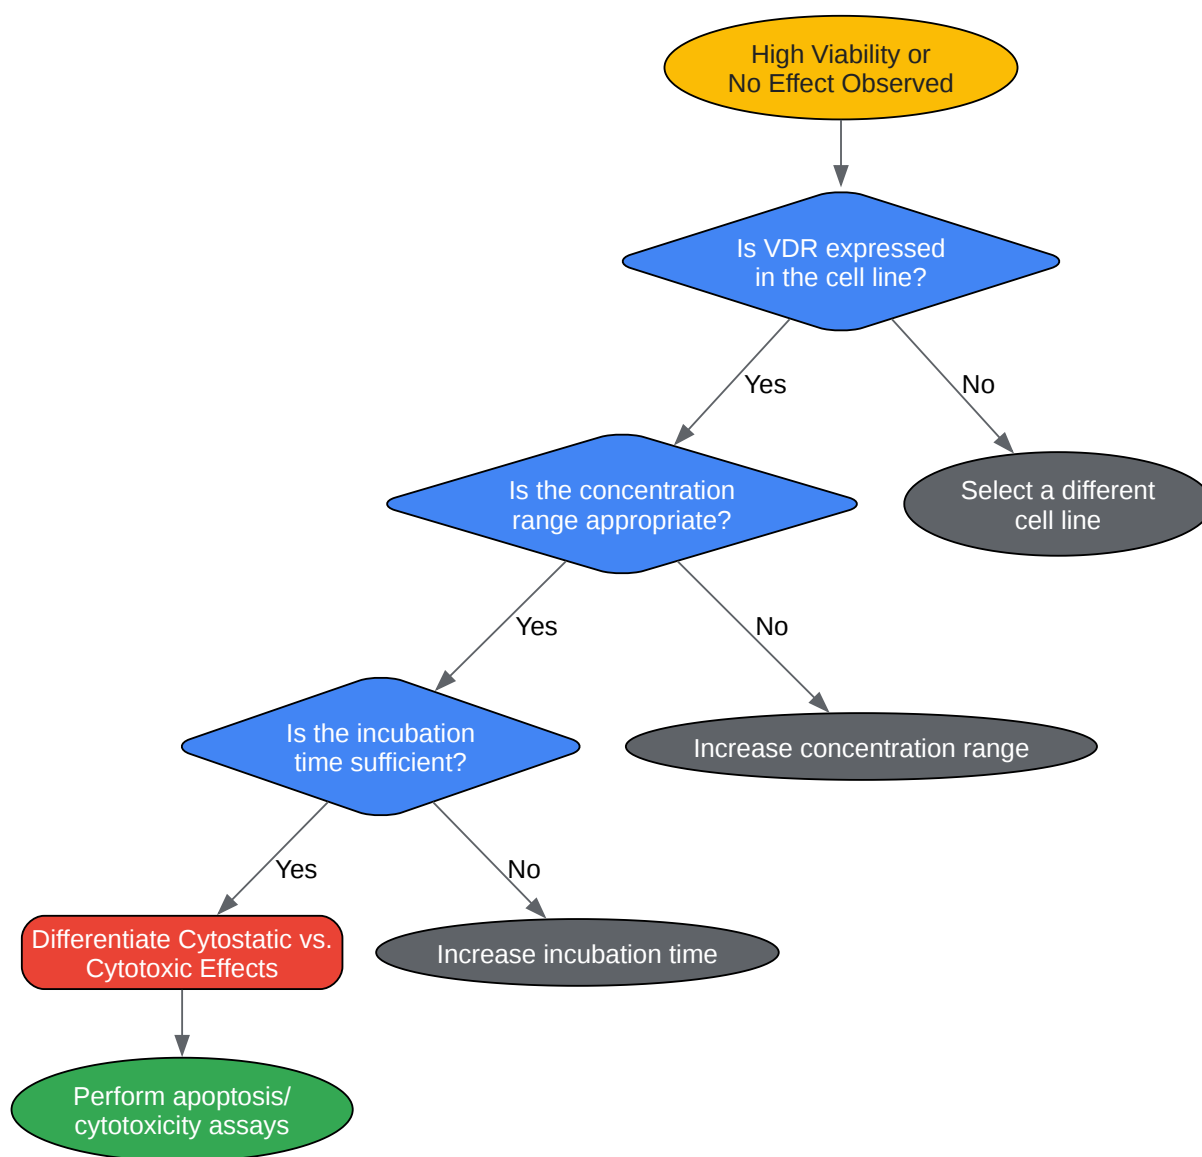 High Viability or
No Effect Observed
Is VDR expressed
in the cell line?
Yes
No
Is the concentration
range appropriate?
Select a different
cell line
Yes
No
Is the incubation
time sufficient?
Increase concentration range
Yes
No
Differentiate Cytostatic vs.
Cytotoxic Effects
Increase incubation time
Perform apoptosis/
cytotoxicity assays